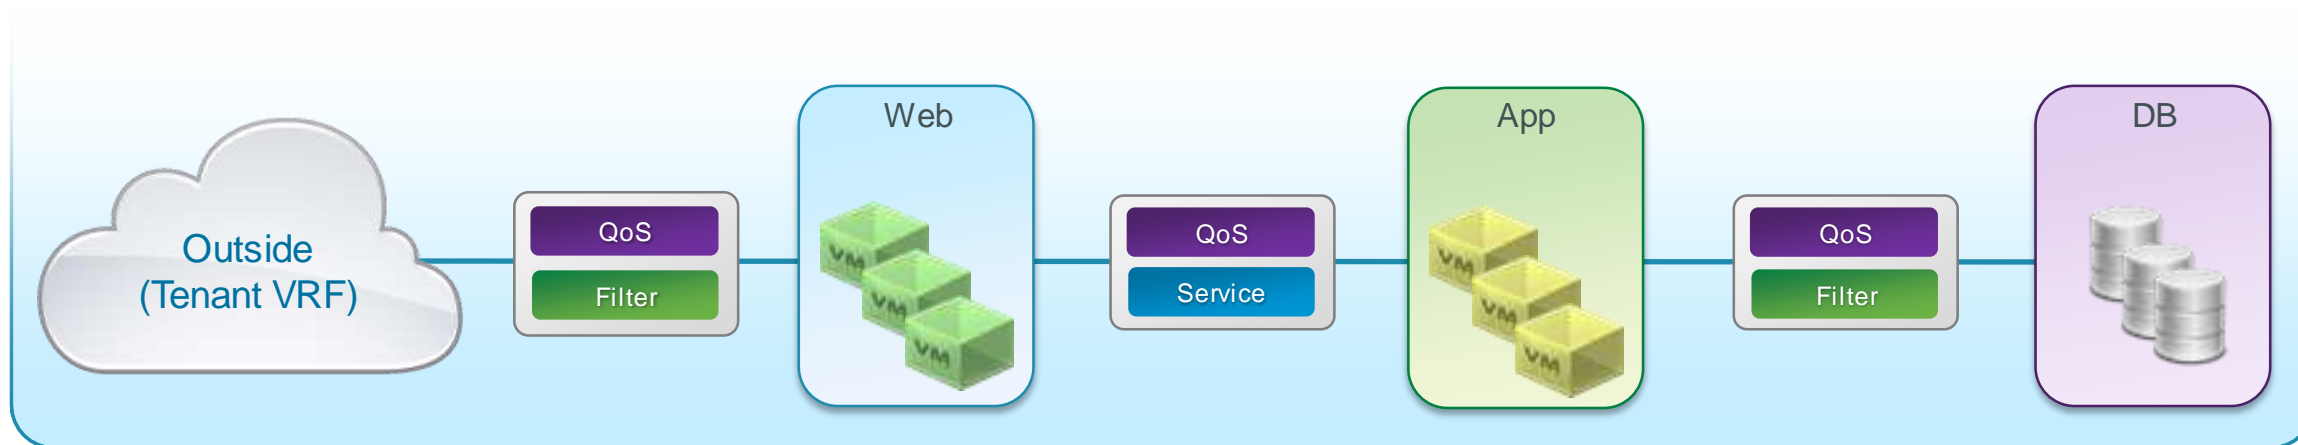 Outside
(Tenant VRF)
QoS
Filter
Web
VM
VM
VM
QoS
Service
App
VM
VM
VM
QoS
Filter
DB